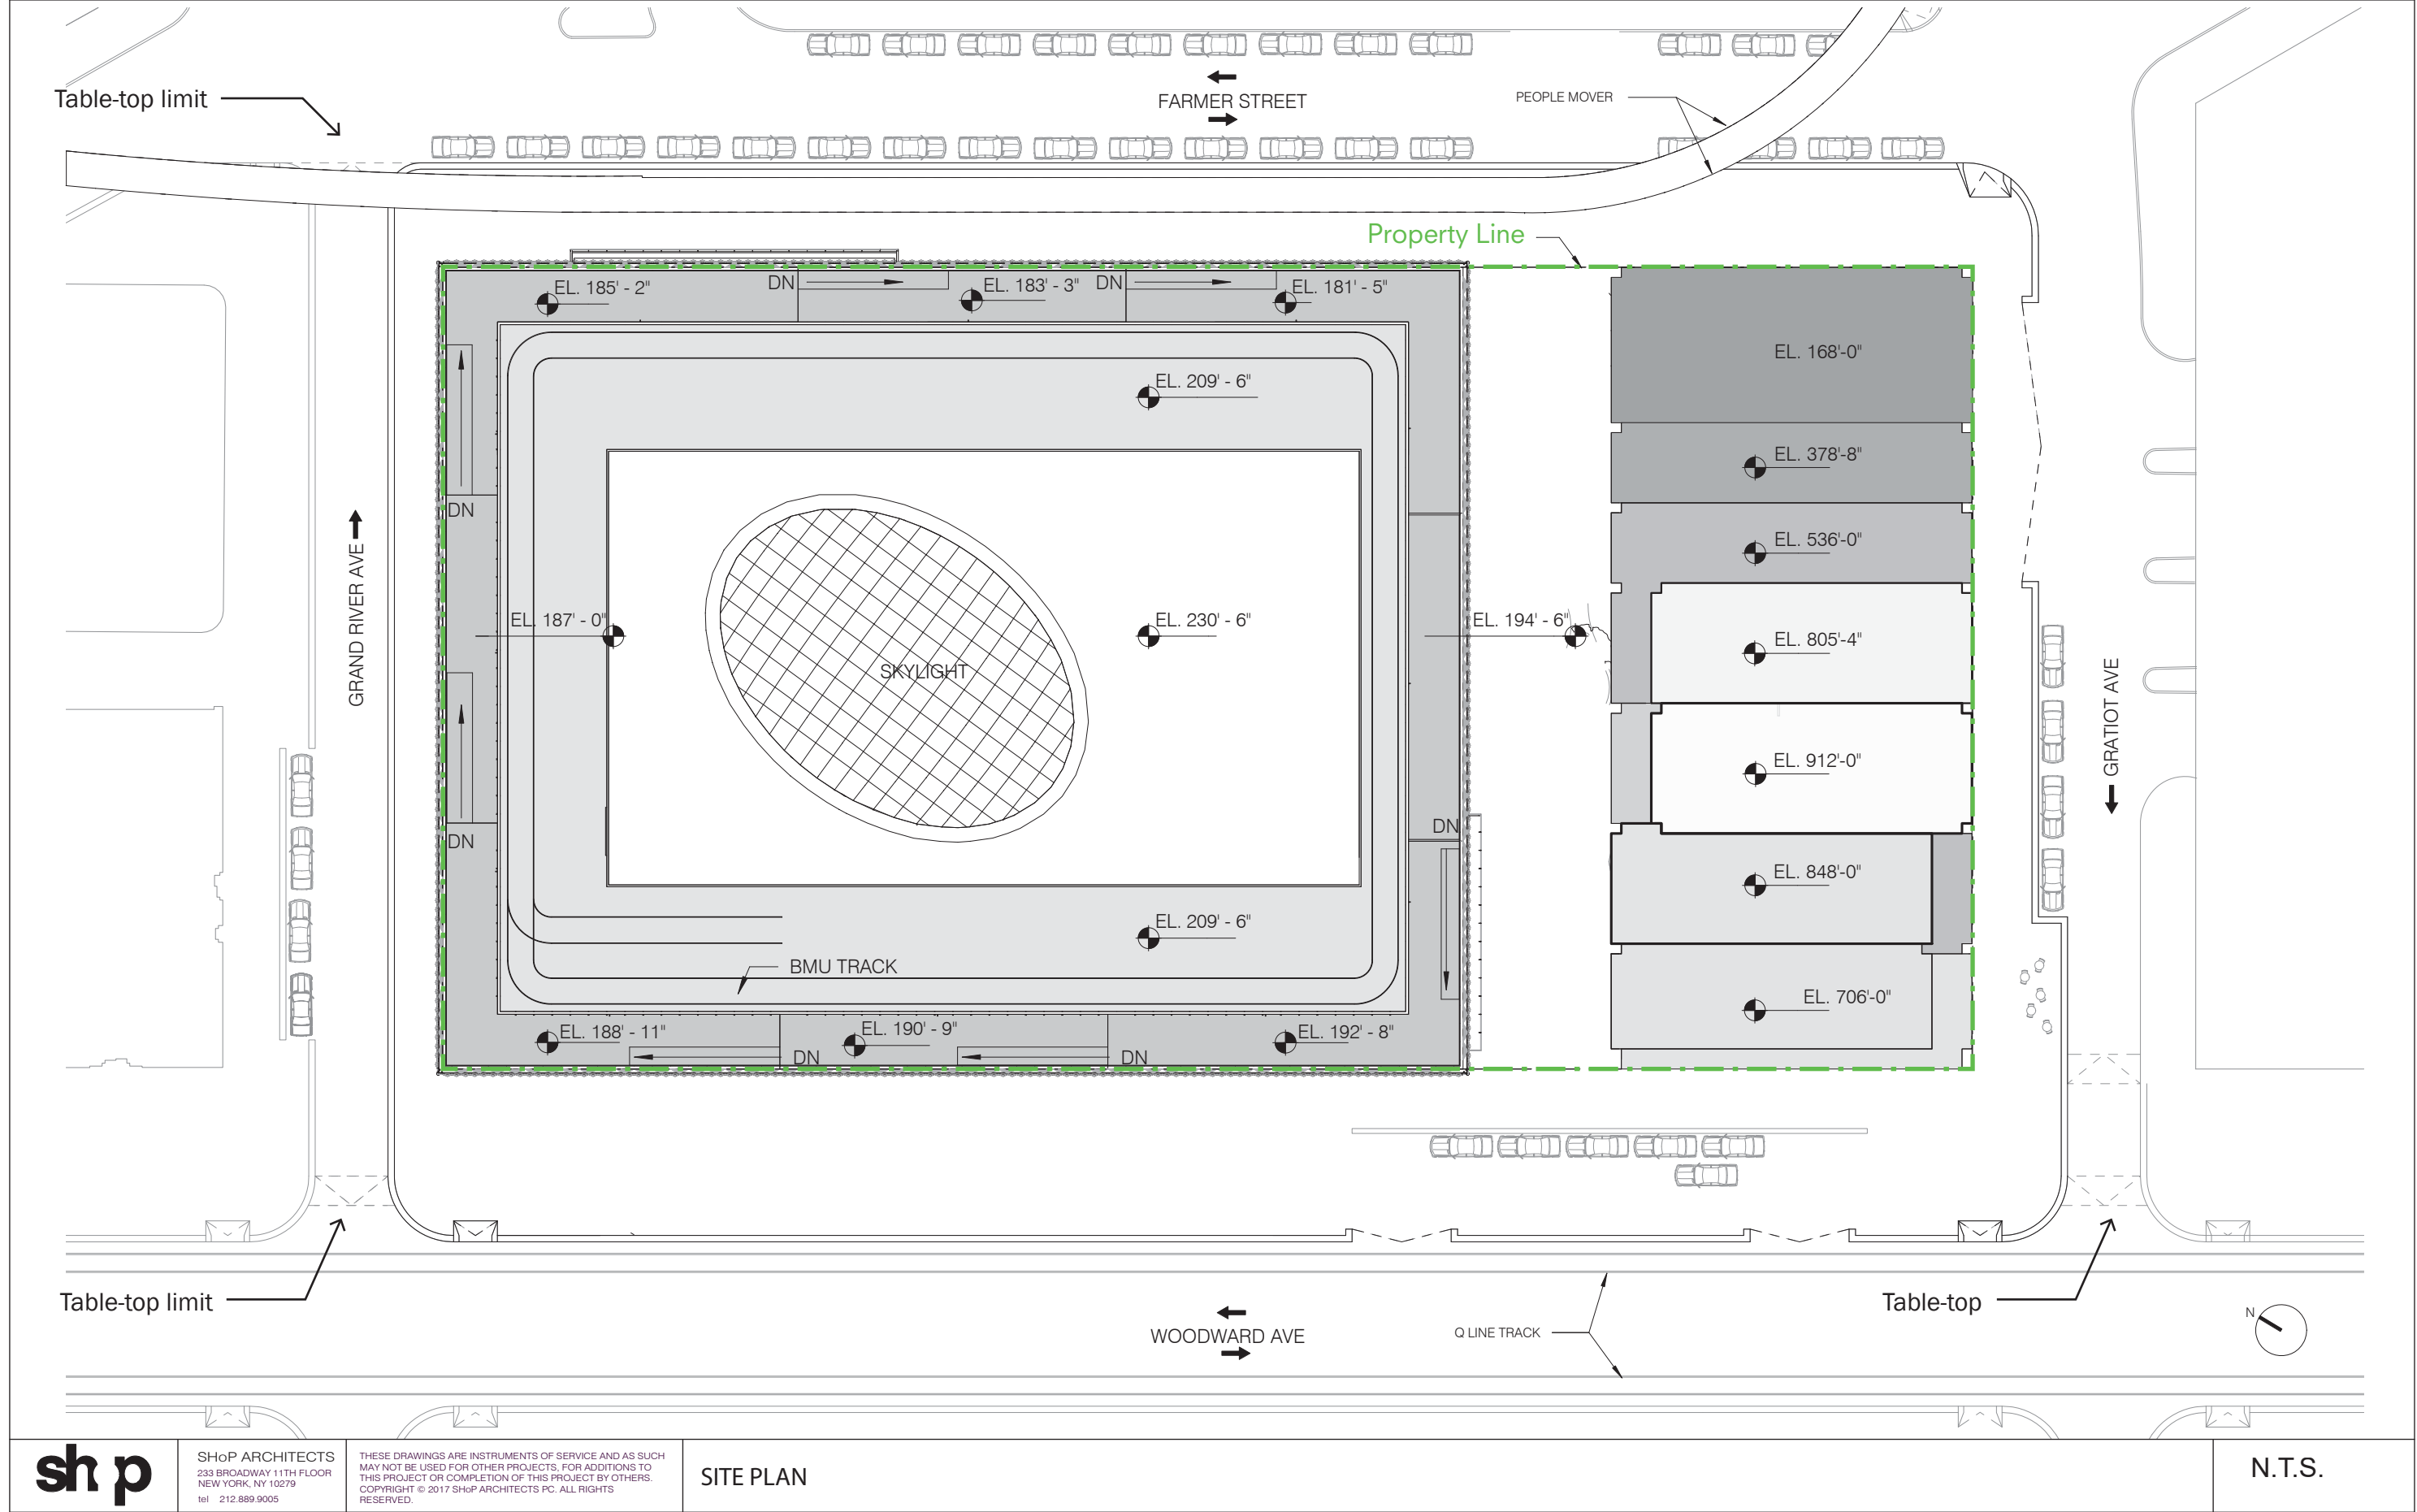 Table-top limit
FARMER STREET
PEOPLE MOVER
Property Line
EL. 185' - 2"
DN
EL. 183' - 3"
DN
EL. 181' - 5"
EL. 168'-0"
EL. 209' - 6"
EL. 378'-8"
DN
EL. 536'-0"
GRAND RIVER AVE
EL. 187' - 0"
EL. 230' - 6"
EL. 194' - 6"
EL. 805'-4"
SKYLIGHT
GRATIOT AVE
EL. 912'-0"
DN
DN
EL. 848'-0"
EL. 209' - 6"
BMU TRACK
EL. 706'-0"
EL. 188' - 11"
EL. 190' - 9"
EL. 192' - 8"
DN
DN
Table-top limit
Table-top
WOODWARD AVE
Q LINE TRACK
N
shop
SHoP ARCHITECTS
233 BROADWAY 11TH FLOOR
NEW YORK, NY 10279
tel 212.889.9005
THESE DRAWINGS ARE INSTRUMENTS OF SERVICE AND AS SUCH
MAY NOT BE USED FOR OTHER PROJECTS, FOR ADDITIONS TO
THIS PROJECT OR COMPLETION OF THIS PROJECT BY OTHERS.
COPYRIGHT © 2017 SHoP ARCHITECTS PC. ALL RIGHTS
RESERVED.
SITE PLAN
N.T.S.